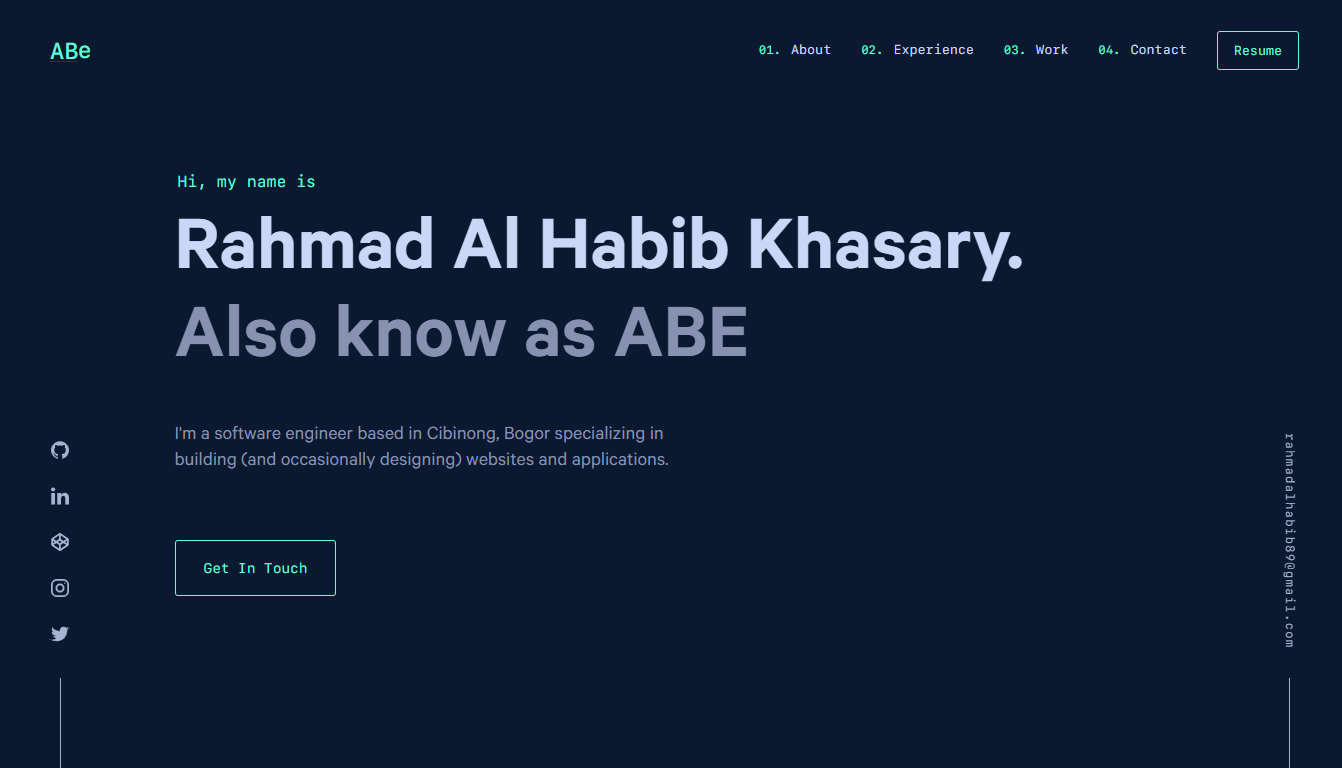 ABe
01. About
02. Experience
03. Work
04. Contact
Resume
Hi, my name is
Rahmad Al Habib Khasary.
Also know as ABE
I'm a software engineer based in Cibinong, Bogor specializing in
building (and occasionally designing) websites and applications.
Get In Touch
rahmadalhabib89@gmail.com